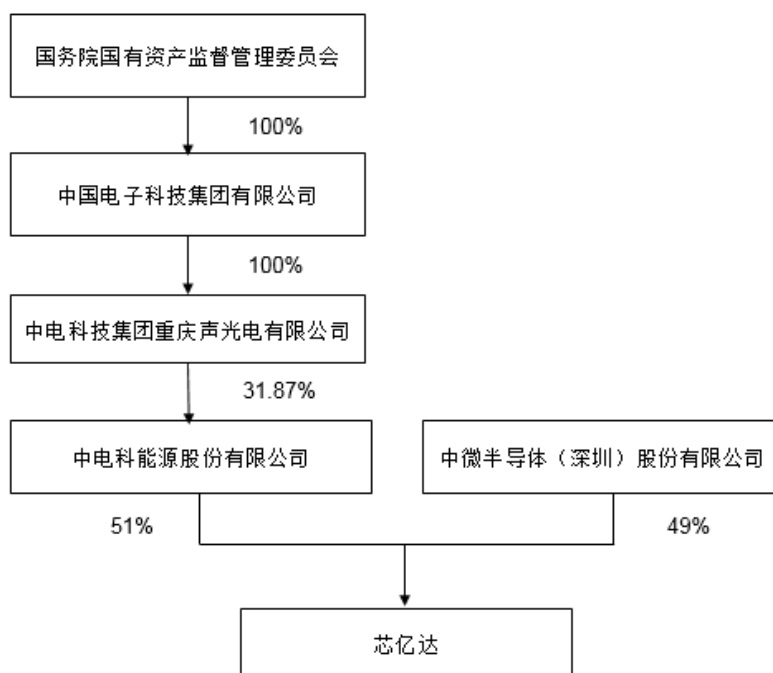 国务院国有资产监督管理委员会
100%
中国电子科技集团有限公司
100%
中电科技集团重庆声光电有限公司
31.87%
中电科能源股份有限公司
中微半导体（深圳）股份有限公司
51%
49%
芯亿达